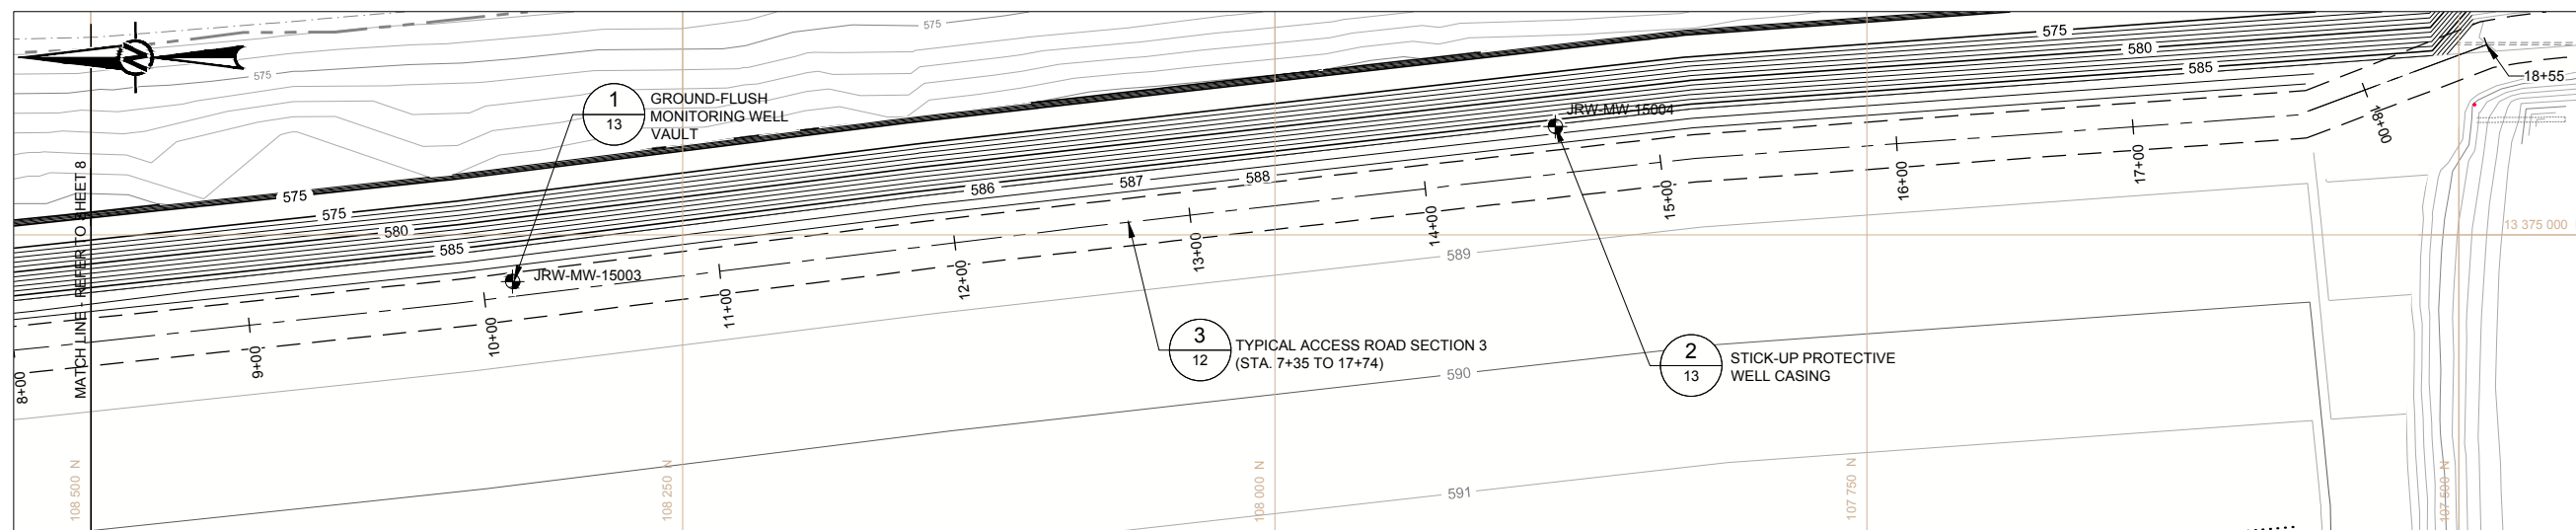 575
575
N
575
580
585
18+55
1
13
GROUND-FLUSH
MONITORING WELL
VAULT
JRW-MW-15004
18+00
17+00
16+00
15+00
14+00
13+00
12+00
11+00
10+00
9+00
8+00
MATCH LINE - REFER TO SHEET 8
575
575
580
585
586
587
588
13 375 000
589
JRW-MW-15003
3
12
TYPICAL ACCESS ROAD SECTION 3
(STA. 7+35 TO 17+74)
2
13
STICK-UP PROTECTIVE
WELL CASING
590
591
108 500 N
108 250 N
108 000 N
107 750 N
107 500 N